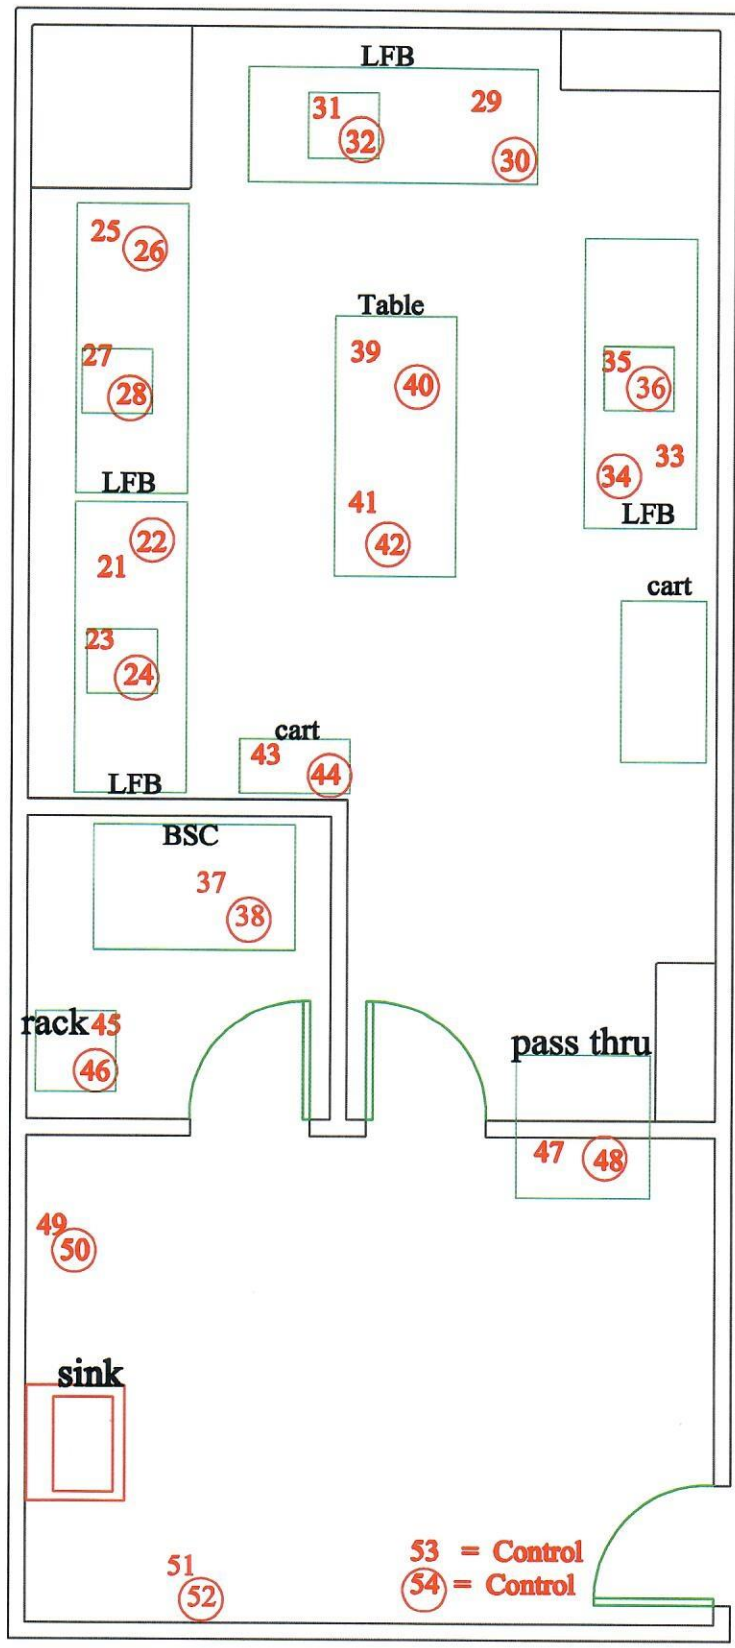 LFB
31 29
32 30
25 26
27
28
LFB
Table
39
40
41
42
35
36
33
34
LFB
22
21
23
24
LFB
cart
cart
43
44
BSC
37
38
rack 45
46
pass thru
47 48
49
50
sink
51
52
53 = Control
54 = Control